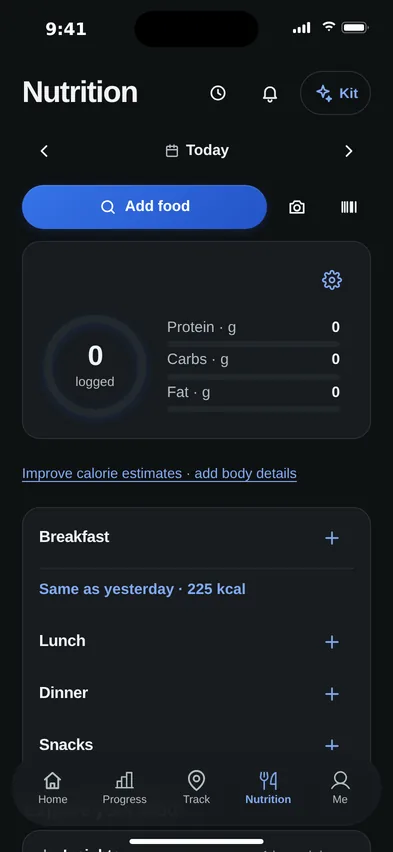 9:41
Nutrition
Kit
Today
Add food
0
logged
Protein · g 0
Carbs · g 0
Fat · g 0
Improve calorie estimates · add body details
Breakfast
Same as yesterday · 225 kcal
Lunch
Dinner
Snacks
Home Progress Track Nutrition Me